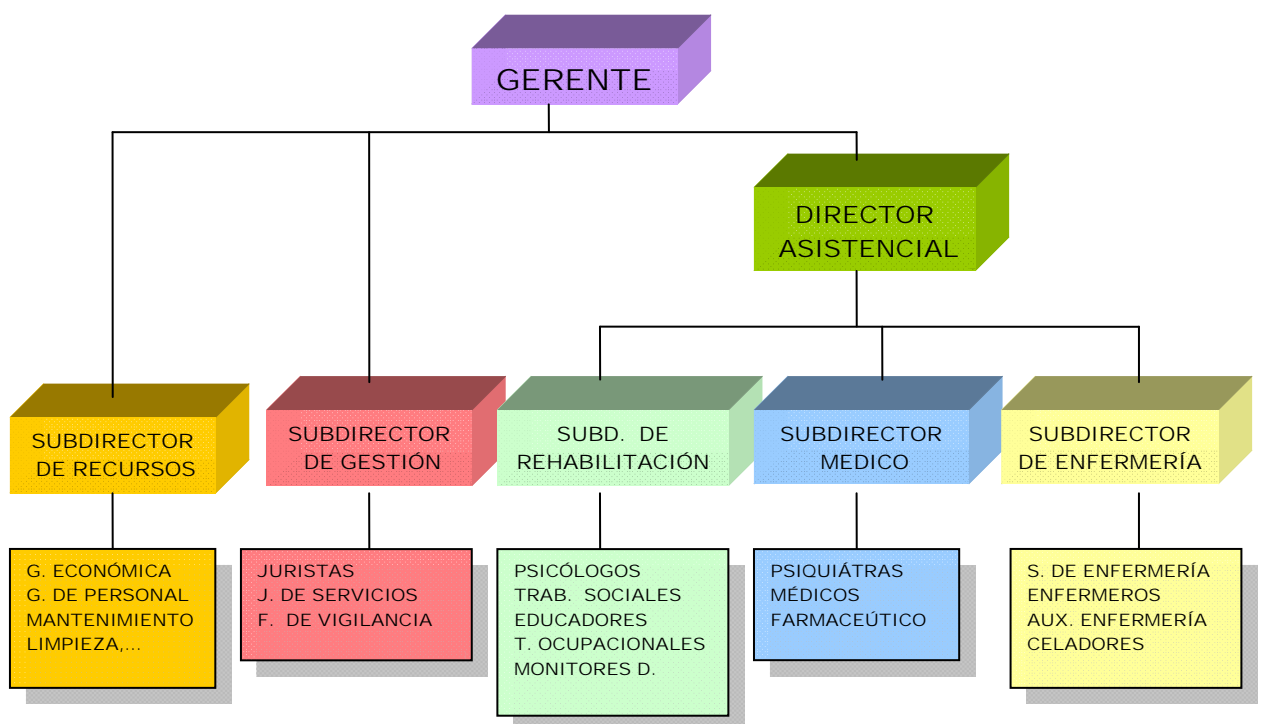 GERENTE
DIRECTOR
ASISTENCIAL
SUBDIRECTOR
DE RECURSOS
SUBDIRECTOR
DE GESTIÓN
SUBD. DE
REHABILITACIÓN
SUBDIRECTOR
MEDICO
SUBDIRECTOR
DE ENFERMERÍA
G. ECONÓMICA
G. DE PERSONAL
MANTENIMIENTO
LIMPIEZA,...
JURISTAS
J. DE SERVICIOS
F. DE VIGILANCIA
PSICÓLOGOS
TRAB. SOCIALES
EDUCADORES
T. OCUPACIONALES
MONITORES D.
PSIQUIÁTRAS
MÉDICOS
FARMACEÚTICO
S. DE ENFERMERÍA
ENFERMEROS
AUX. ENFERMERÍA
CELADORES